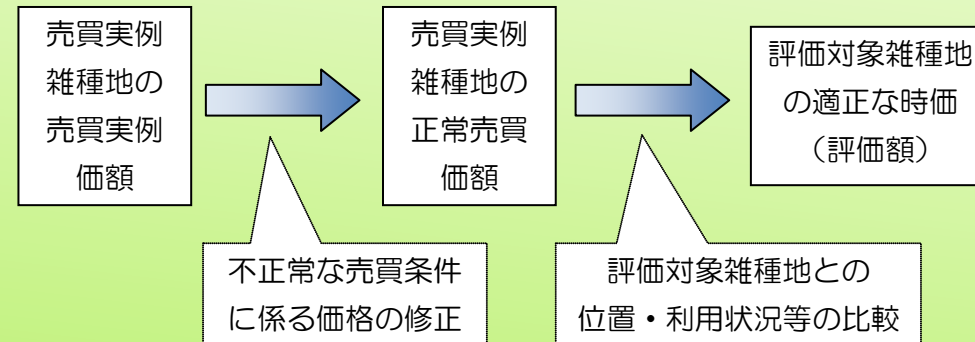 売買実例
雑種地の
売買実例
価額
売買実例
雑種地の
正常売買
価額
評価対象雑種地
の適正な時価
（評価額）
不正常な売買条件
に係る価格の修正
評価対象雑種地との
位置・利用状況等の比較